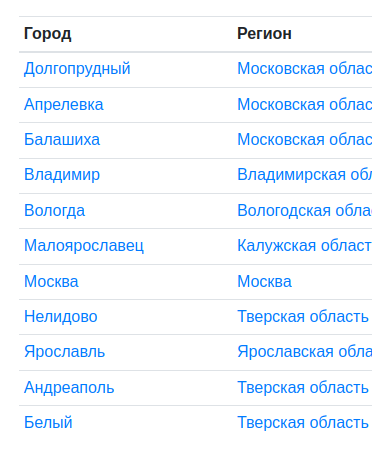 Город Регион
Долгопрудный Московская облас
Апрелевка Московская облас
Балашиха Московская облас
Владимир Владимирская обл
Вологда Вологодская обла
Малоярославец Калужская област
Москва Москва
Нелидово Тверская область
Ярославль Ярославская обла
Андреаполь Тверская область
Белый Тверская область